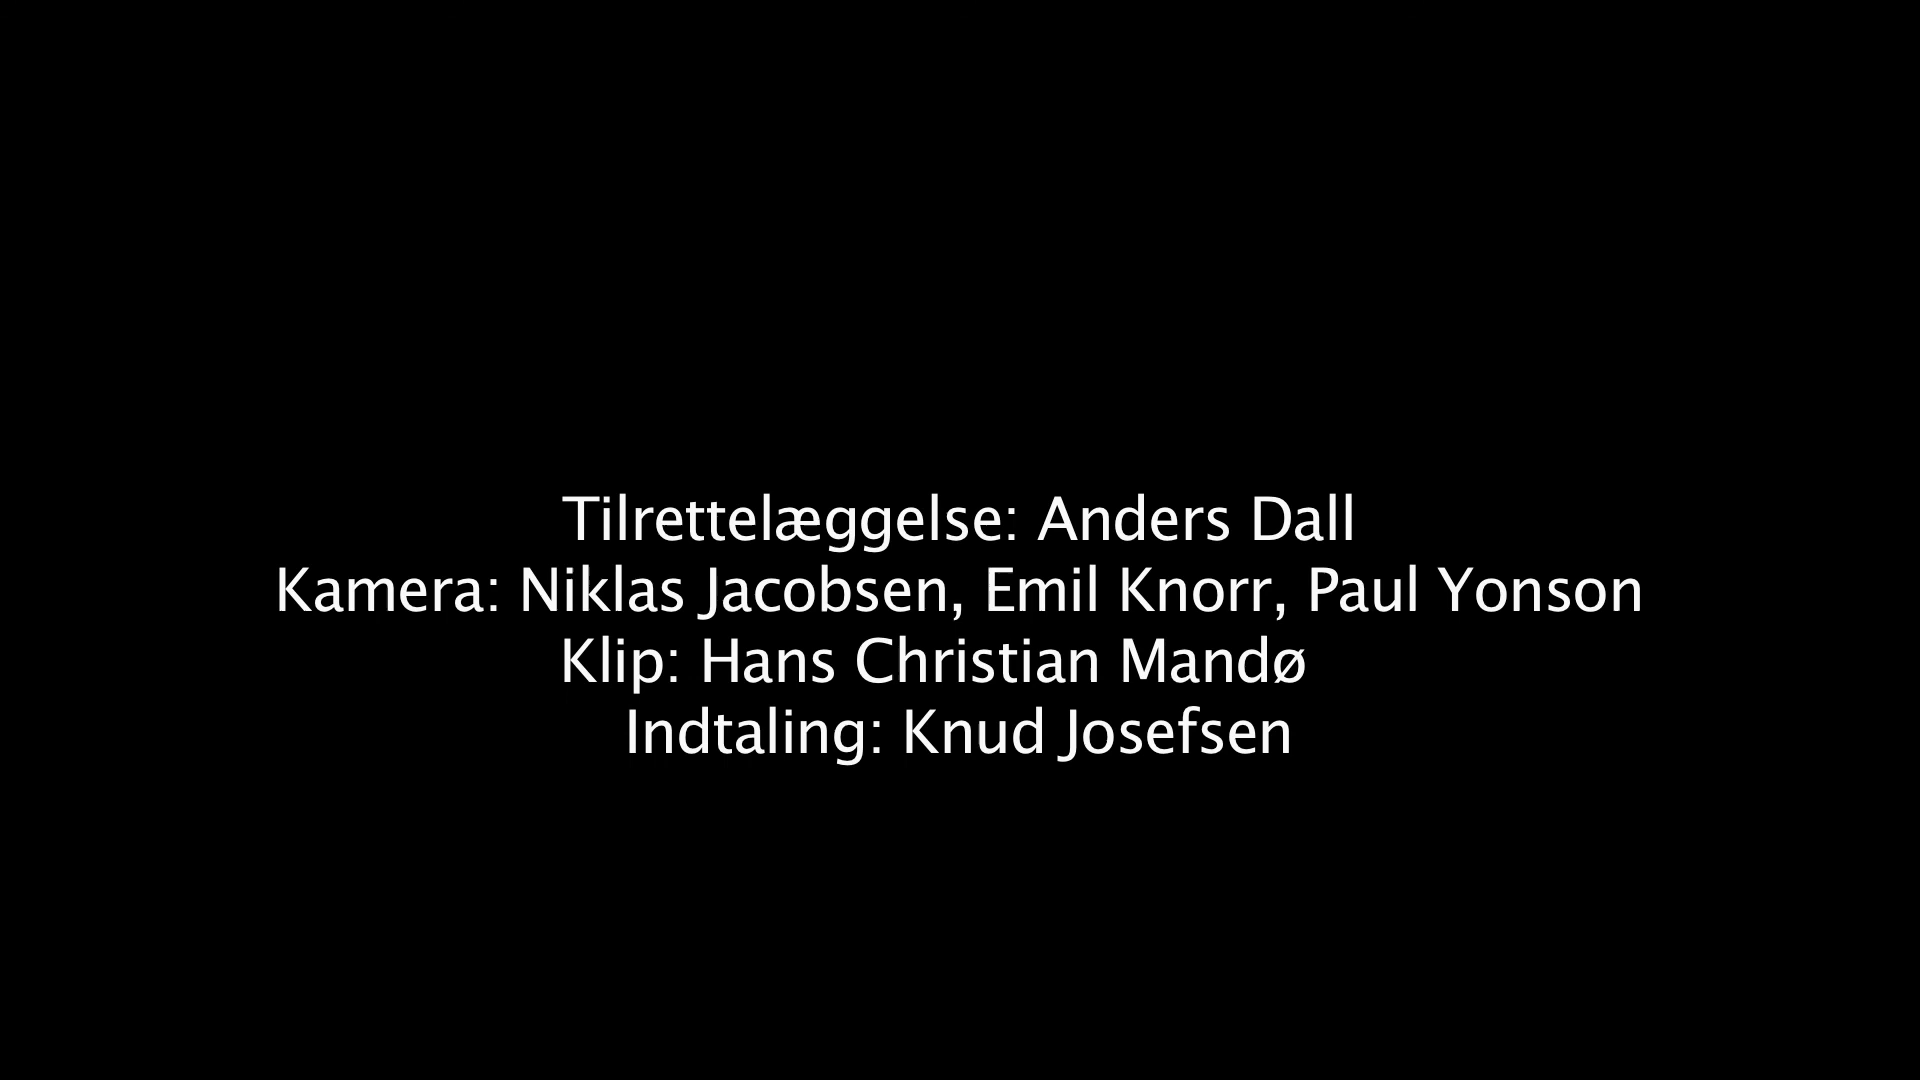 Tilrettelæggelse: Anders Dall
Kamera: Niklas Jacobsen, Emil Knorr, Paul Yonson
Klip: Hans Christian Mandø
Indtaling: Knud Josefsen